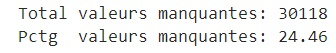 Total valeurs manquantes: 30118
Pctg  valeurs manquantes: 24.46